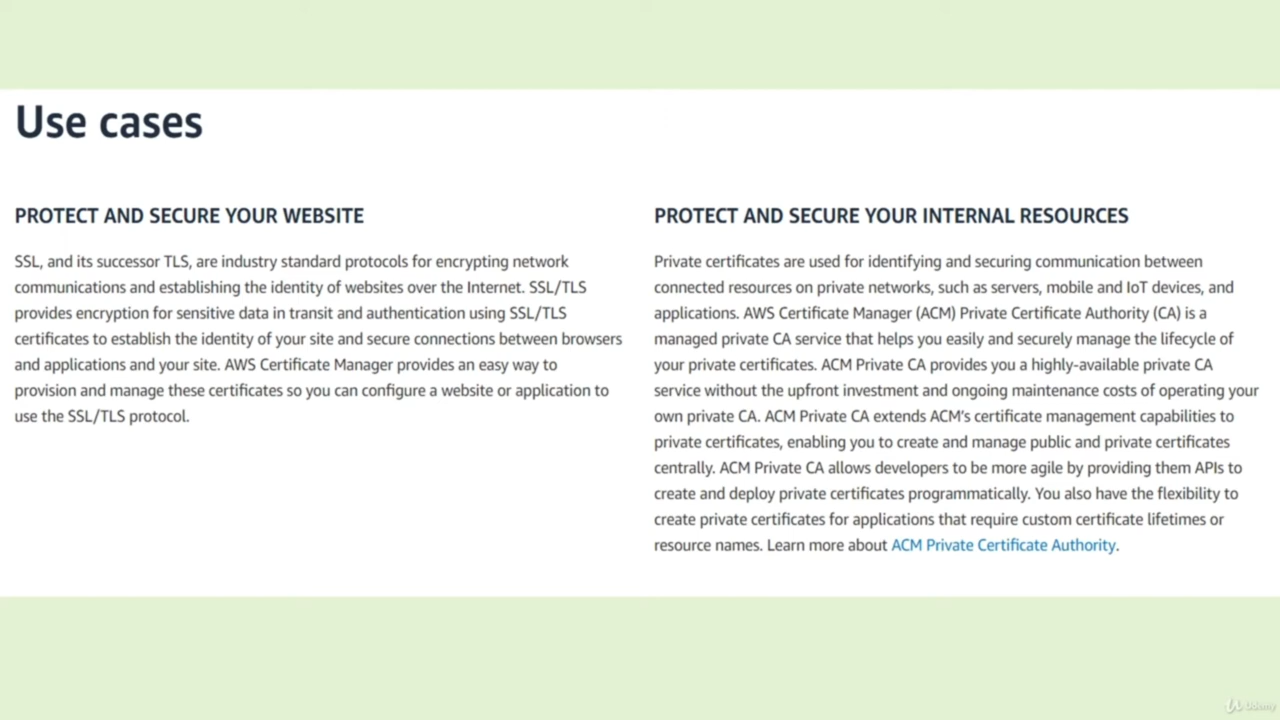 Use cases
PROTECT AND SECURE YOUR WEBSITE
SSL, and its successor TLS, are industry standard protocols for encrypting network
communications and establishing the identity of websites over the Internet. SSL/TLS
provides encryption for sensitive data in transit and authentication using SSL/TLS
certificates to establish the identity of your site and secure connections between browsers
and applications and your site. AWS Certificate Manager provides an easy way to
provision and manage these certificates so you can configure a website or application to
use the SSL/TLS protocol.
PROTECT AND SECURE YOUR INTERNAL RESOURCES
Private certificates are used for identifying and securing communication between
connected resources on private networks, such as servers, mobile and IoT devices, and
applications. AWS Certificate Manager (ACM) Private Certificate Authority (CA) is a
managed private CA service that helps you easily and securely manage the lifecycle of
your private certificates. ACM Private CA provides you a highly-available private CA
service without the upfront investment and ongoing maintenance costs of operating your
own private CA. ACM Private CA extends ACM's certificate management capabilities to
private certificates, enabling you to create and manage public and private certificates
centrally. ACM Private CA allows developers to be more agile by providing them APIs to
create and deploy private certificates programmatically. You also have the flexibility to
create private certificates for applications that require custom certificate lifetimes or
resource names. Learn more about ACM Private Certificate Authority.
Udemy